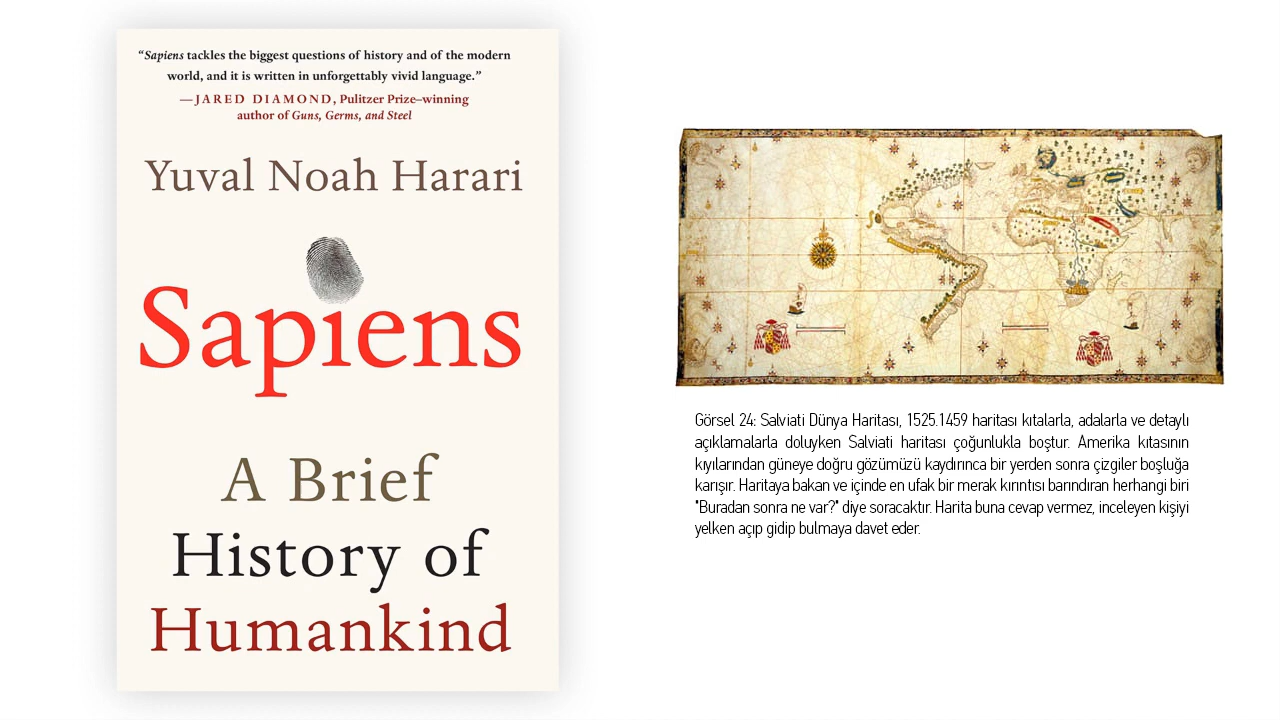 “Sapiens tackles the biggest questions of history and of the modern
world, and it is written in unforgettably vivid language.”
—JARED DIAMOND, Pulitzer Prize–winning
author of Guns, Germs, and Steel
Yuval Noah Harari
Sapiens
A Brief
History of
Humankind
Görsel 24: Salviati Dünya Haritası, 1525.1459 haritası kıtalarla, adalarla ve detaylı
açıklamalarla doluyken Salviati haritası çoğunlukla boştur. Amerika kıtasının
kıyılarından güneye doğru gözümüzü kaydırınca bir yerden sonra çizgiler boşluğa
karışır. Haritaya bakan ve içinde en ufak bir merak kırıntısı barındıran herhangi biri
"Buradan sonra ne var?" diye soracaktır. Harita buna cevap vermez, inceleyen kişiyi
yelken açıp gidip bulmaya davet eder.